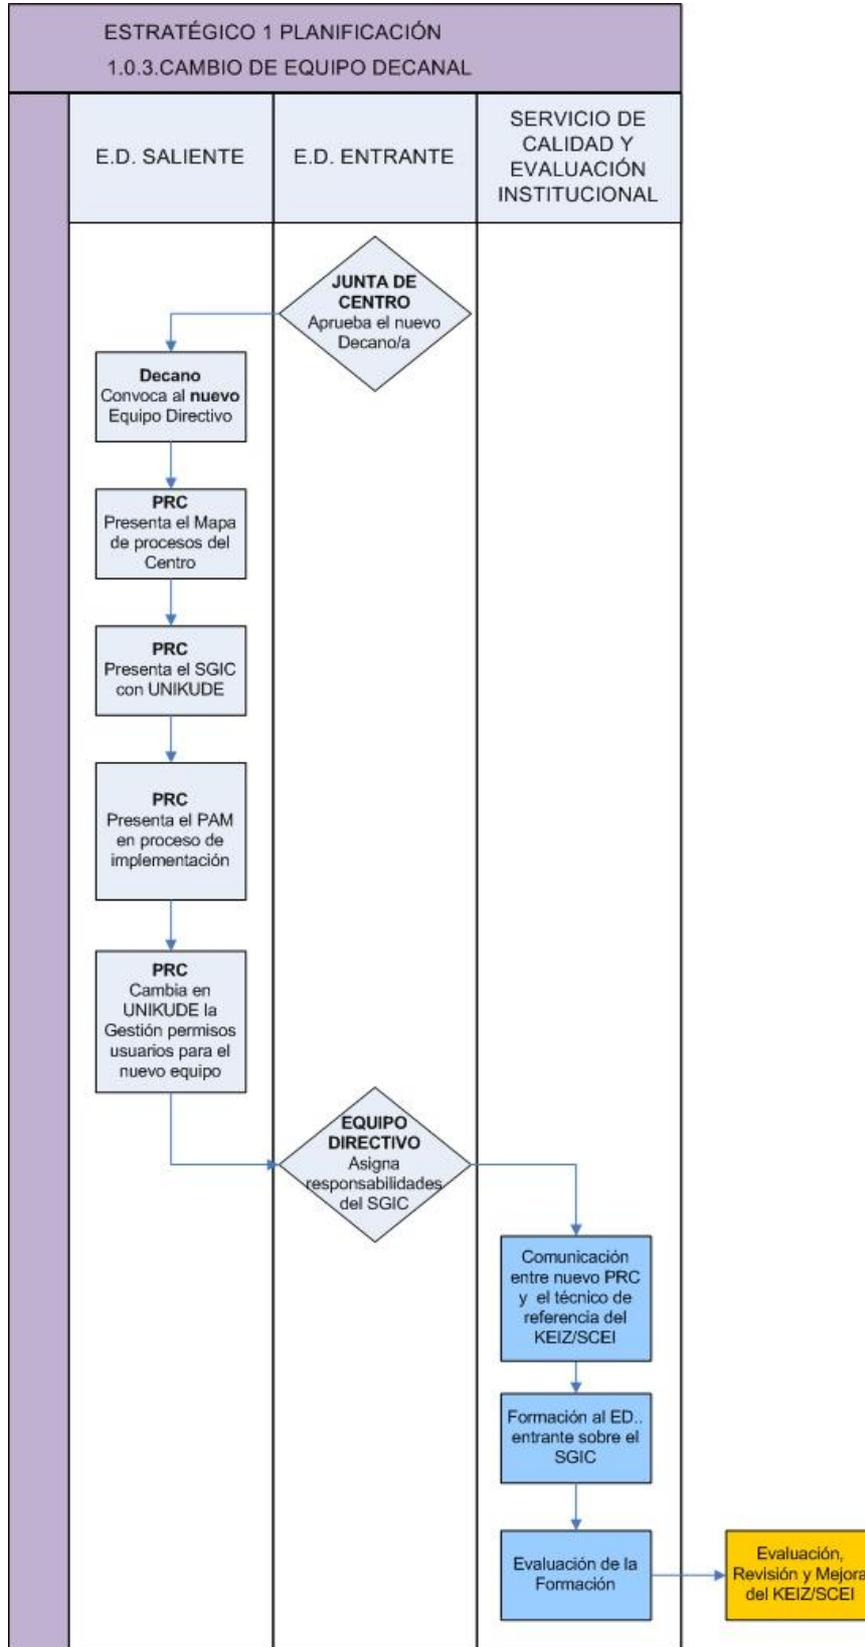 ESTRATÉGICO 1 PLANIFICACIÓN
1.0.3.CAMBIO DE EQUIPO DECANAL
E.D. SALIENTE
E.D. ENTRANTE
SERVICIO DE
CALIDAD Y
EVALUACIÓN
INSTITUCIONAL
JUNTA DE
CENTRO
Aprueba el nuevo
Decano/a
Decano
Convoca al nuevo
Equipo Directivo
PRC
Presenta el Mapa
de procesos del
Centro
PRC
Presenta el SGIC
con UNIKUDE
PRC
Presenta el PAM
en proceso de
implementación
PRC
Cambia en
UNIKUDE la
Gestión permisos
usuarios para el
nuevo equipo
EQUIPO
DIRECTIVO
Asigna
responsabilidades
del SGIC
Comunicación
entre nuevo PRC
y el técnico de
referencia del
KEIZ/SCEI
Formación al ED..
entrante sobre el
SGIC
Evaluación de la
Formación
Evaluación,
Revisión y Mejora
del KEIZ/SCEI